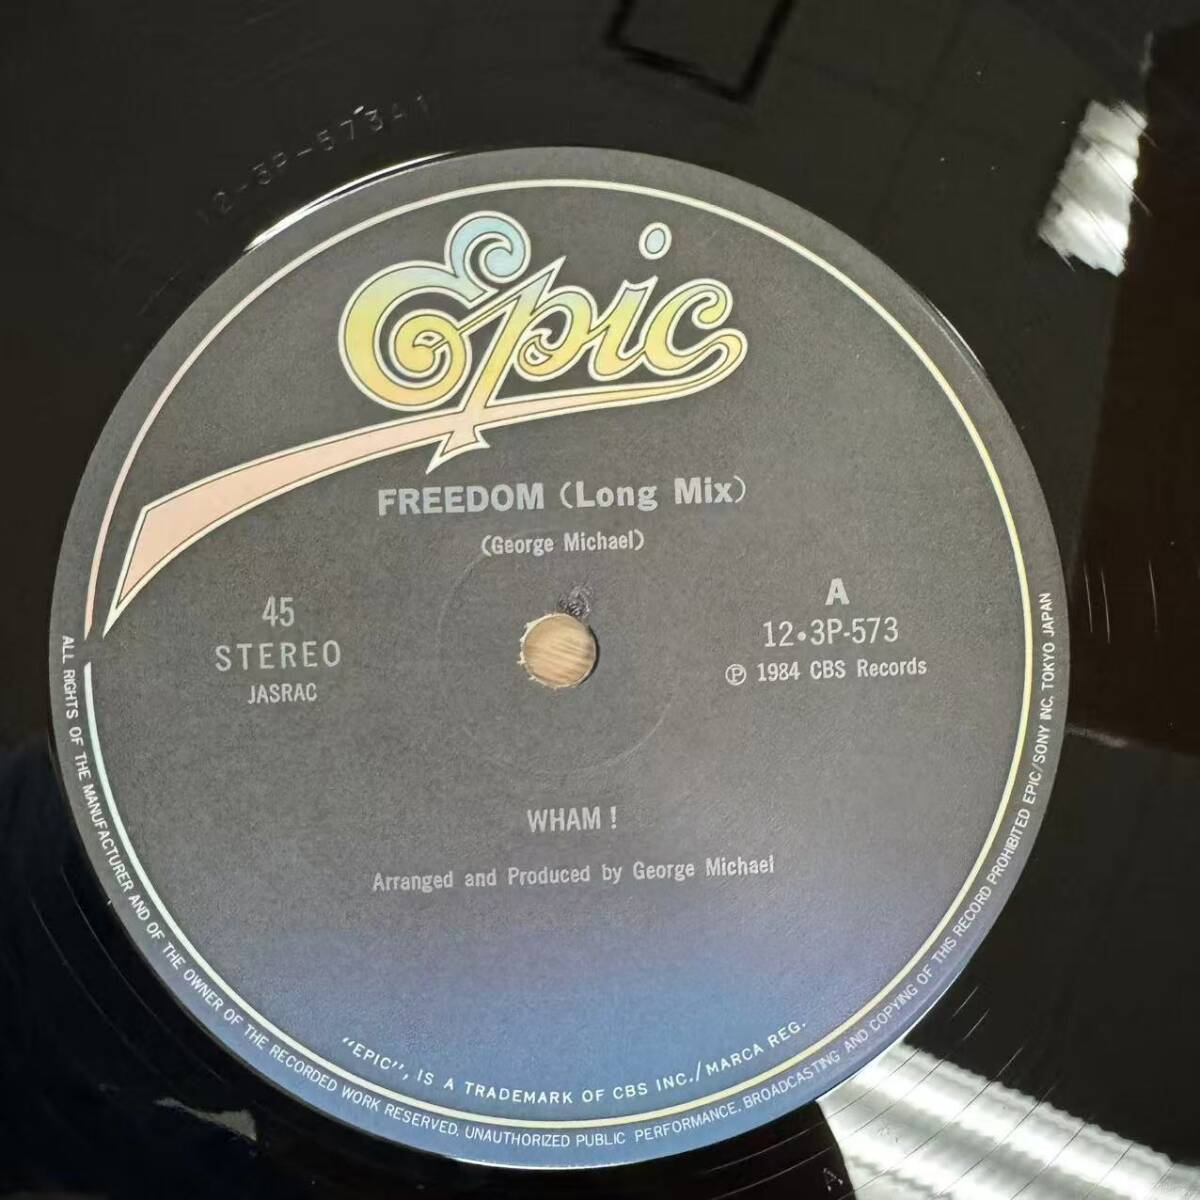 12-3P-573A1
Epic
FREEDOM (Long Mix)
(George Michael)
45
STEREO
JASRAC
A
12•3P-573
Ⓟ 1984 CBS Records
WHAM!
Arranged and Produced by George Michael
"EPIC", IS A TRADEMARK OF CBS INC./MARCA REG.
ALL RIGHTS OF THE MANUFACTURER AND OF THE OWNER OF THE RECORDED WORK RESERVED. UNAUTHORIZED PUBLIC PERFORMANCE. BROADCASTING AND COPYING OF THIS RECORD PROHIBITED EPIC/SONY INC. TOKYO JAPAN
A